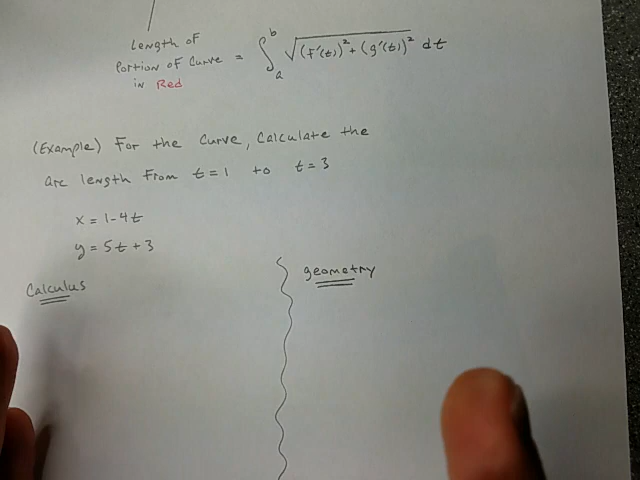 Length of
Portion of Curve = ∫_a^b √((f'(t))² + (g'(t))²) dt
in Red
(Example) For the Curve, Calculate the
arc length From t=1 to t=3
x = 1-4t
y = 5t+3
Calculus
geometry